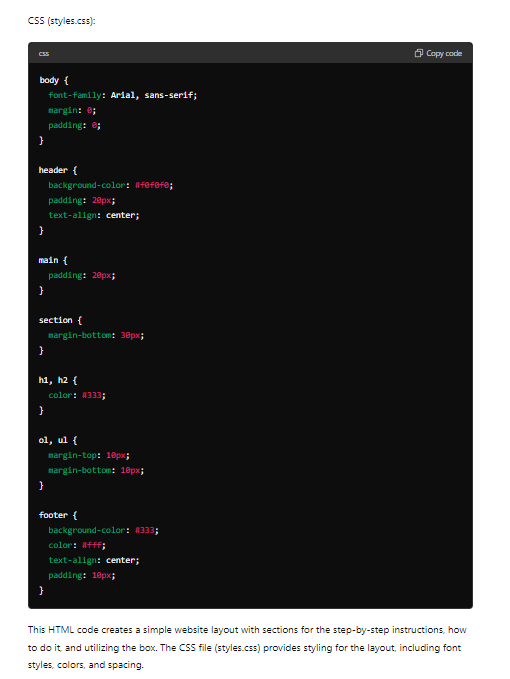 CSS (styles.css):
css
Copy code
body {
font-family: Arial, sans-serif;
margin: 0;
padding: 0;
}
header {
background-color: #f0f0f0;
padding: 20px;
text-align: center;
}
main {
padding: 20px;
}
section {
margin-bottom: 30px;
}
h1, h2 {
color: #333;
}
ol, ul {
margin-top: 10px;
margin-bottom: 10px;
}
footer {
background-color: #333;
color: #fff;
text-align: center;
padding: 10px;
}
This HTML code creates a simple website layout with sections for the step-by-step instructions, how
to do it, and utilizing the box. The CSS file (styles.css) provides styling for the layout, including font
styles, colors, and spacing.